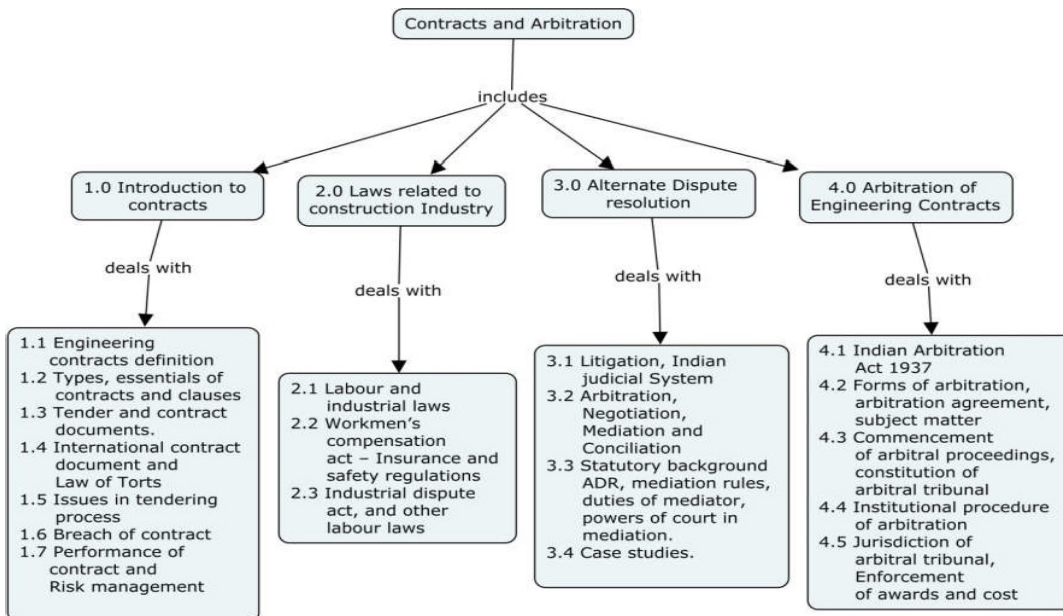 Contracts and Arbitration
includes
1.0 Introduction to
contracts
2.0 Laws related to
construction Industry
3.0 Alternate Dispute
resolution
4.0 Arbitration of
Engineering Contracts
deals with
deals with
deals with
deals with
1.1 Engineering
contracts definition
1.2 Types, essentials of
contracts and clauses
1.3 Tender and contract
documents.
1.4 International contract
document and
Law of Torts
1.5 Issues in tendering
process
1.6 Breach of contract
1.7 Performance of
contract and
Risk management
2.1 Labour and
industrial laws
2.2 Workmen's
compensation
act – Insurance and
safety regulations
2.3 Industrial dispute
act, and other
labour laws
3.1 Litigation, Indian
judicial System
3.2 Arbitration,
Negotiation,
Mediation and
Conciliation
3.3 Statutory background
ADR, mediation rules,
duties of mediator,
powers of court in
mediation.
3.4 Case studies.
4.1 Indian Arbitration
Act 1937
4.2 Forms of arbitration,
arbitration agreement,
subject matter
4.3 Commencement
of arbitral proceedings,
constitution of
arbitral tribunal
4.4 Institutional procedure
of arbitration
4.5 Jurisdiction of
arbitral tribunal,
Enforcement
of awards and cost